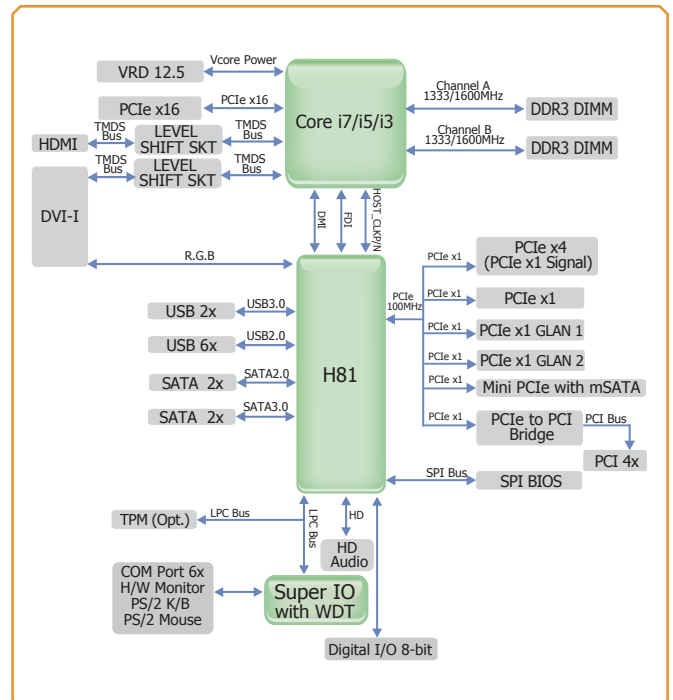 Vcore Power
VRD 12.5
PCIe x16
PCIe x16
Core i7/i5/i3
Channel A
1333/1600MHz
DDR3 DIMM
Channel B
1333/1600MHz
DDR3 DIMM
HDMI
TMDS
Bus
LEVEL
SHIFT SKT
TMDS
Bus
TMDS
Bus
LEVEL
SHIFT SKT
TMDS
Bus
DVI-I
DMI
FDI
HOST_CLKP/N
R.G.B
H81
USB 2x
USB3.0
USB 6x
USB2.0
SATA 2x
SATA2.0
SATA 2x
SATA3.0
PCIe
100MHz
PCIe x1
PCIe x4
(PCIe x1 Signal)
PCIe x1
PCIe x1
PCIe x1
PCIe x1 GLAN 1
PCIe x1
PCIe x1 GLAN 2
PCIe x1
Mini PCIe with mSATA
PCIe x1
PCIe to PCI
Bridge
PCI Bus
PCI 4x
SPI Bus
SPI BIOS
TPM (Opt.)
LPC Bus
LPC Bus
HD
HD
Audio
COM Port 6x
H/W Monitor
PS/2 K/B
PS/2 Mouse
Super IO
with WDT
Digital I/O 8-bit